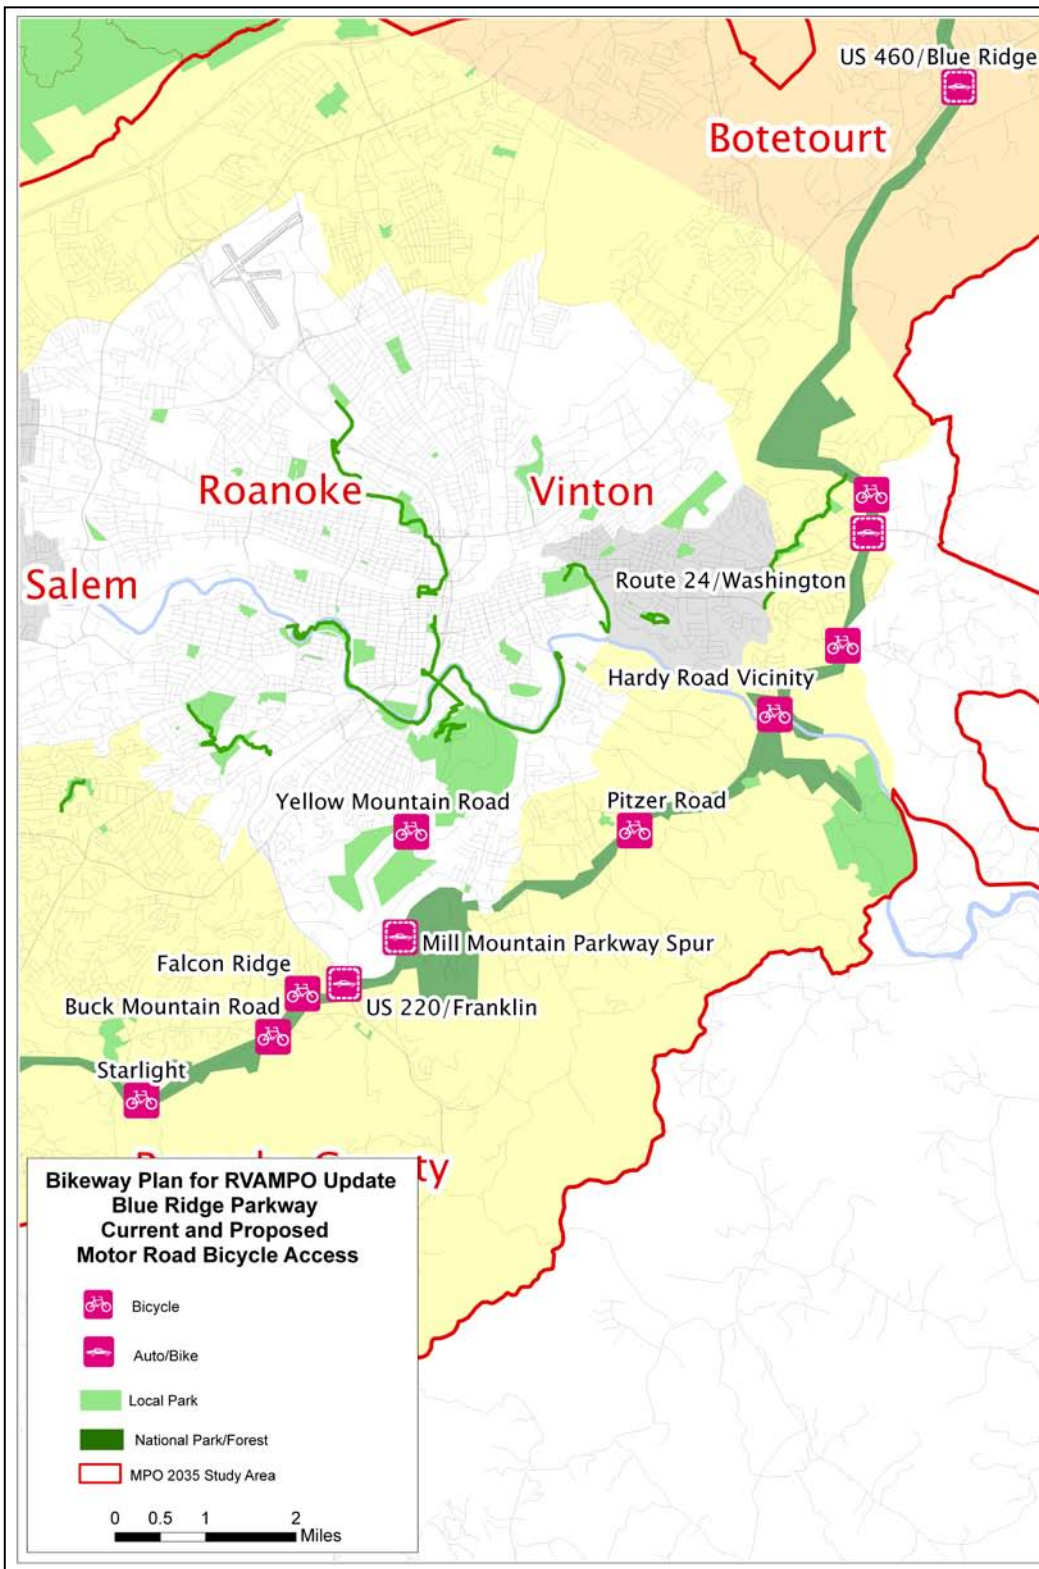 US 460/Blue Ridge
Botetourt
Roanoke
Vinton
Salem
Route 24/Washington
Hardy Road Vicinity
Yellow Mountain Road
Pitzer Road
Mill Mountain Parkway Spur
Falcon Ridge
US 220/Franklin
Buck Mountain Road
Starlight
Bikeway Plan for RVAMPO Update
Blue Ridge Parkway
Current and Proposed
Motor Road Bicycle Access
Bicycle
Auto/Bike
Local Park
National Park/Forest
MPO 2035 Study Area
0 0.5 1 2
Miles